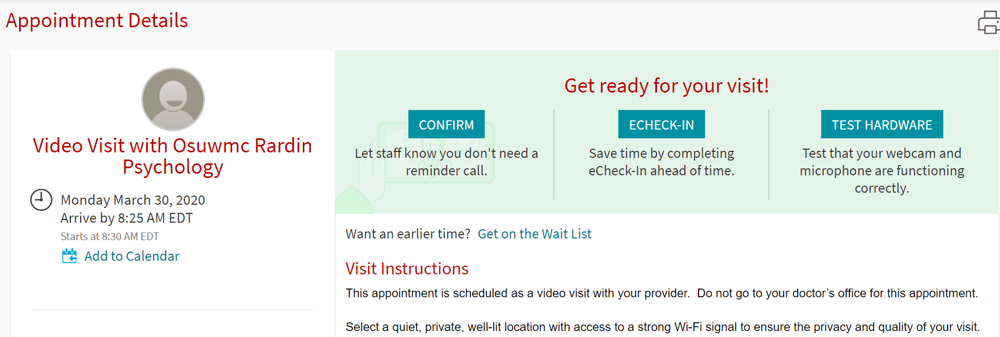 Appointment Details
Video Visit with Osuwmc Rardin
Psychology
Monday March 30, 2020
Arrive by 8:25 AM EDT
Starts at 8:30 AM EDT
Add to Calendar
Get ready for your visit!
CONFIRM
Let staff know you don't need a
reminder call.
ECHECK-IN
Save time by completing
eCheck-In ahead of time.
TEST HARDWARE
Test that your webcam and
microphone are functioning
correctly.
Want an earlier time? Get on the Wait List
Visit Instructions
This appointment is scheduled as a video visit with your provider.  Do not go to your doctor’s office for this appointment.
Select a quiet, private, well-lit location with access to a strong Wi-Fi signal to ensure the privacy and quality of your visit.